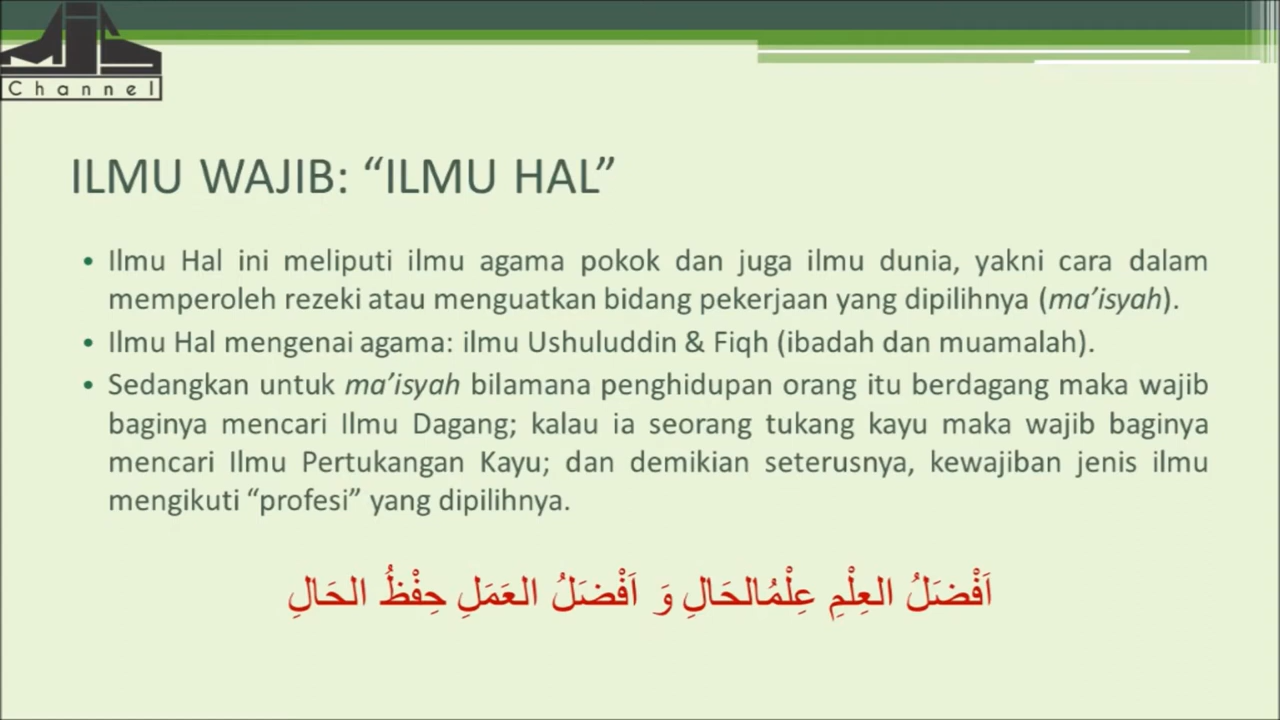 Channel
ILMU WAJIB: “ILMU HAL”
• Ilmu Hal ini meliputi ilmu agama pokok dan juga ilmu dunia, yakni cara dalam
memperoleh rezeki atau menguatkan bidang pekerjaan yang dipilihnya (ma’isyah).
• Ilmu Hal mengenai agama: ilmu Ushuluddin & Fiqh (ibadah dan muamalah).
• Sedangkan untuk ma’isyah bilamana penghidupan orang itu berdagang maka wajib
baginya mencari Ilmu Dagang; kalau ia seorang tukang kayu maka wajib baginya
mencari Ilmu Pertukangan Kayu; dan demikian seterusnya, kewajiban jenis ilmu
mengikuti “profesi” yang dipilihnya.
اَفْضَلُ العِلْمِ عِلْمُالحَالِ وَ اَفْضَلُ العَمَلِ حِفْظُ الحَالِ